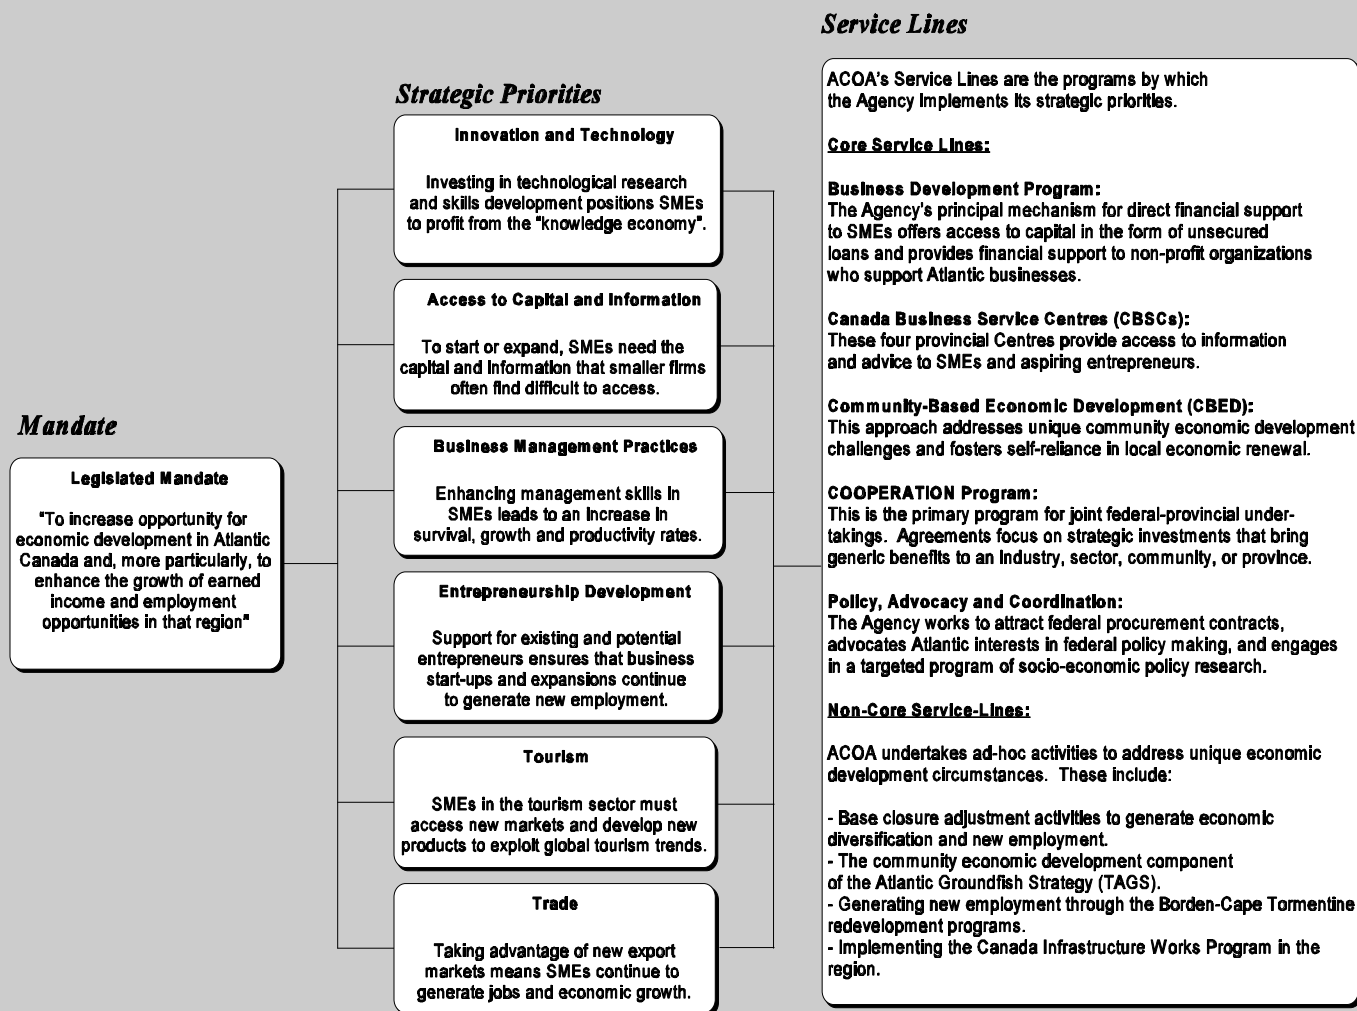 Mandate
Legislated Mandate
"To increase opportunity for
economic development in Atlantic
Canada and, more particularly, to
enhance the growth of earned
income and employment
opportunities in that region"
Strategic Priorities
Innovation and Technology
Investing in technological research
and skills development positions SMEs
to profit from the "knowledge economy".
Access to Capital and Information
To start or expand, SMEs need the
capital and information that smaller firms
often find difficult to access.
Business Management Practices
Enhancing management skills in
SMEs leads to an increase in
survival, growth and productivity rates.
Entrepreneurship Development
Support for existing and potential
entrepreneurs ensures that business
start-ups and expansions continue
to generate new employment.
Tourism
SMEs in the tourism sector must
access new markets and develop new
products to exploit global tourism trends.
Trade
Taking advantage of new export
markets means SMEs continue to
generate jobs and economic growth.
Service Lines
ACOA's Service Lines are the programs by which
the Agency implements its strategic priorities.
Core Service Lines:
Business Development Program:
The Agency's principal mechanism for direct financial support
to SMEs offers access to capital in the form of unsecured
loans and provides financial support to non-profit organizations
who support Atlantic businesses.
Canada Business Service Centres (CBSCs):
These four provincial Centres provide access to information
and advice to SMEs and aspiring entrepreneurs.
Community-Based Economic Development (CBED):
This approach addresses unique community economic development
challenges and fosters self-reliance in local economic renewal.
COOPERATION Program:
This is the primary program for joint federal-provincial under-
takings.  Agreements focus on strategic investments that bring
generic benefits to an industry, sector, community, or province.
Policy, Advocacy and Coordination:
The Agency works to attract federal procurement contracts,
advocates Atlantic interests in federal policy making, and engages
in a targeted program of socio-economic policy research.
Non-Core Service-Lines:
ACOA undertakes ad-hoc activities to address unique economic
development circumstances.  These include:
- Base closure adjustment activities to generate economic
diversification and new employment.
- The community economic development component
of the Atlantic Groundfish Strategy (TAGS).
- Generating new employment through the Borden-Cape Tormentine
redevelopment programs.
- Implementing the Canada Infrastructure Works Program in the
region.